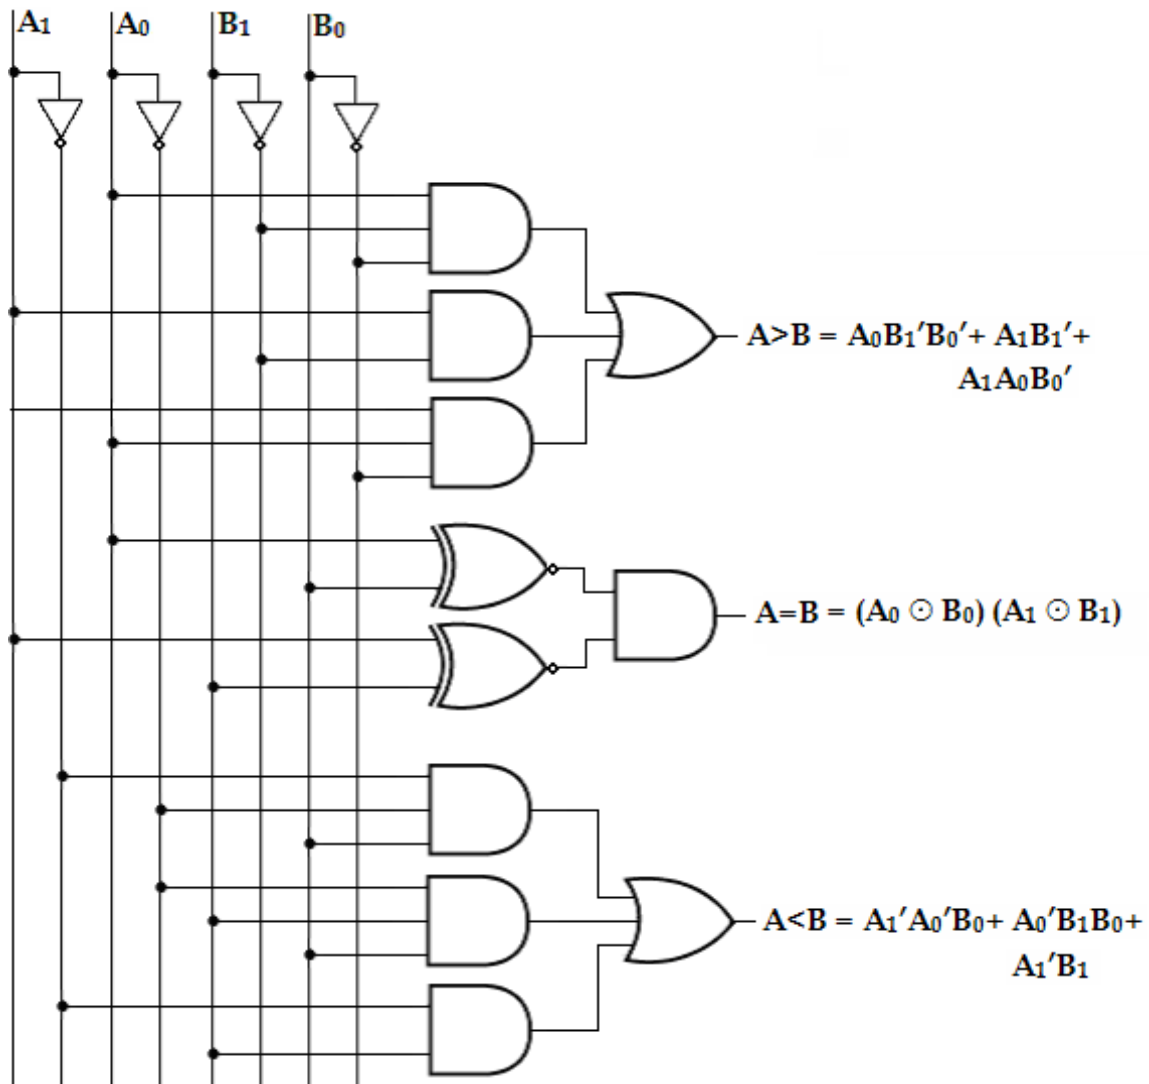 A₁ A₀ B₁ B₀
A>B = A₀B₁′B₀′+ A₁B₁′+
A₁A₀B₀′
A=B = (A₀ ⊙ B₀) (A₁ ⊙ B₁)
A<B = A₁′A₀′B₀+ A₀′B₁B₀+
A₁′B₁